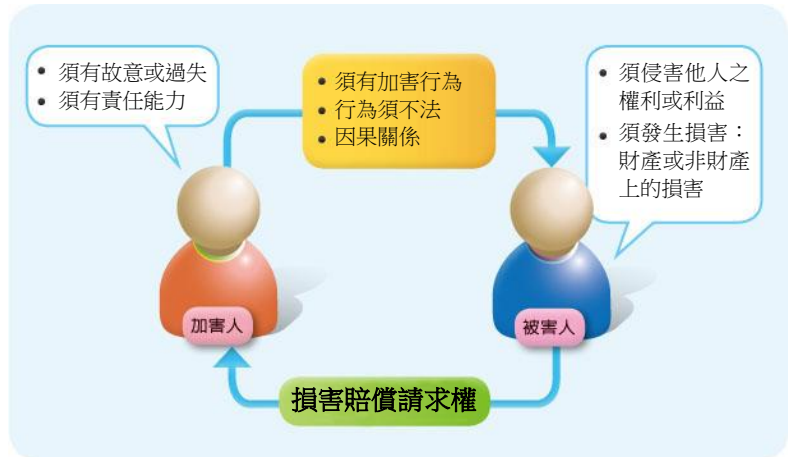 • 須有故意或過失
• 須有責任能力
• 須有加害行為
• 行為須不法
• 因果關係
• 須侵害他人之
權利或利益
• 須發生損害：
財產或非財產
上的損害
加害人
被害人
損害賠償請求權